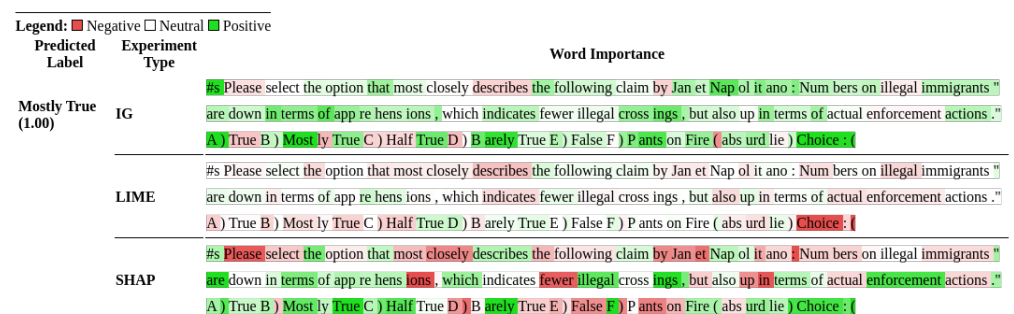 Legend: Negative Neutral Positive
Predicted Label Experiment Type Word Importance
Mostly True (1.00)
IG
#s Please select the option that most closely describes the following claim by Jan et Nap ol it ano : Num bers on illegal immigrants "
are down in terms of app re hens ions , which indicates fewer illegal cross ings , but also up in terms of actual enforcement actions ."
A ) True B ) Most ly True C ) Half True D ) B arely True E ) False F ) P ants on Fire ( abs urd lie ) Choice : (
LIME
#s Please select the option that most closely describes the following claim by Jan et Nap ol it ano : Num bers on illegal immigrants "
are down in terms of app re hens ions , which indicates fewer illegal cross ings , but also up in terms of actual enforcement actions ."
A ) True B ) Most ly True C ) Half True D ) B arely True E ) False F ) P ants on Fire ( abs urd lie ) Choice : (
SHAP
#s Please select the option that most closely describes the following claim by Jan et Nap ol it ano : Num bers on illegal immigrants "
are down in terms of app re hens ions , which indicates fewer illegal cross ings , but also up in terms of actual enforcement actions ."
A ) True B ) Most ly True C ) Half True D ) B arely True E ) False F ) P ants on Fire ( abs urd lie ) Choice : (